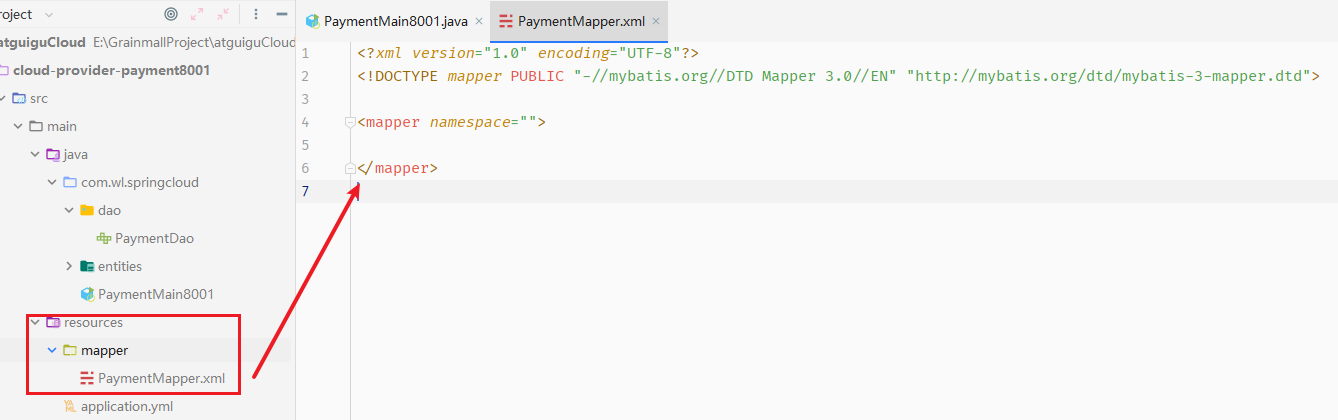 roject
atguiguCloud E:\GrainmallProject\atguiguCloud
cloud-provider-payment8001
src
main
java
com.wl.springcloud
dao
PaymentDao
entities
PaymentMain8001
resources
mapper
PaymentMapper.xml
YAML application.yml
PaymentMain8001.java PaymentMapper.xml
1 <?xml version="1.0" encoding="UTF-8"?>
2 <!DOCTYPE mapper PUBLIC "-//mybatis.org//DTD Mapper 3.0//EN" "http://mybatis.org/dtd/mybatis-3-mapper.dtd">
3
4 <mapper namespace="">
5
6 </mapper>
7